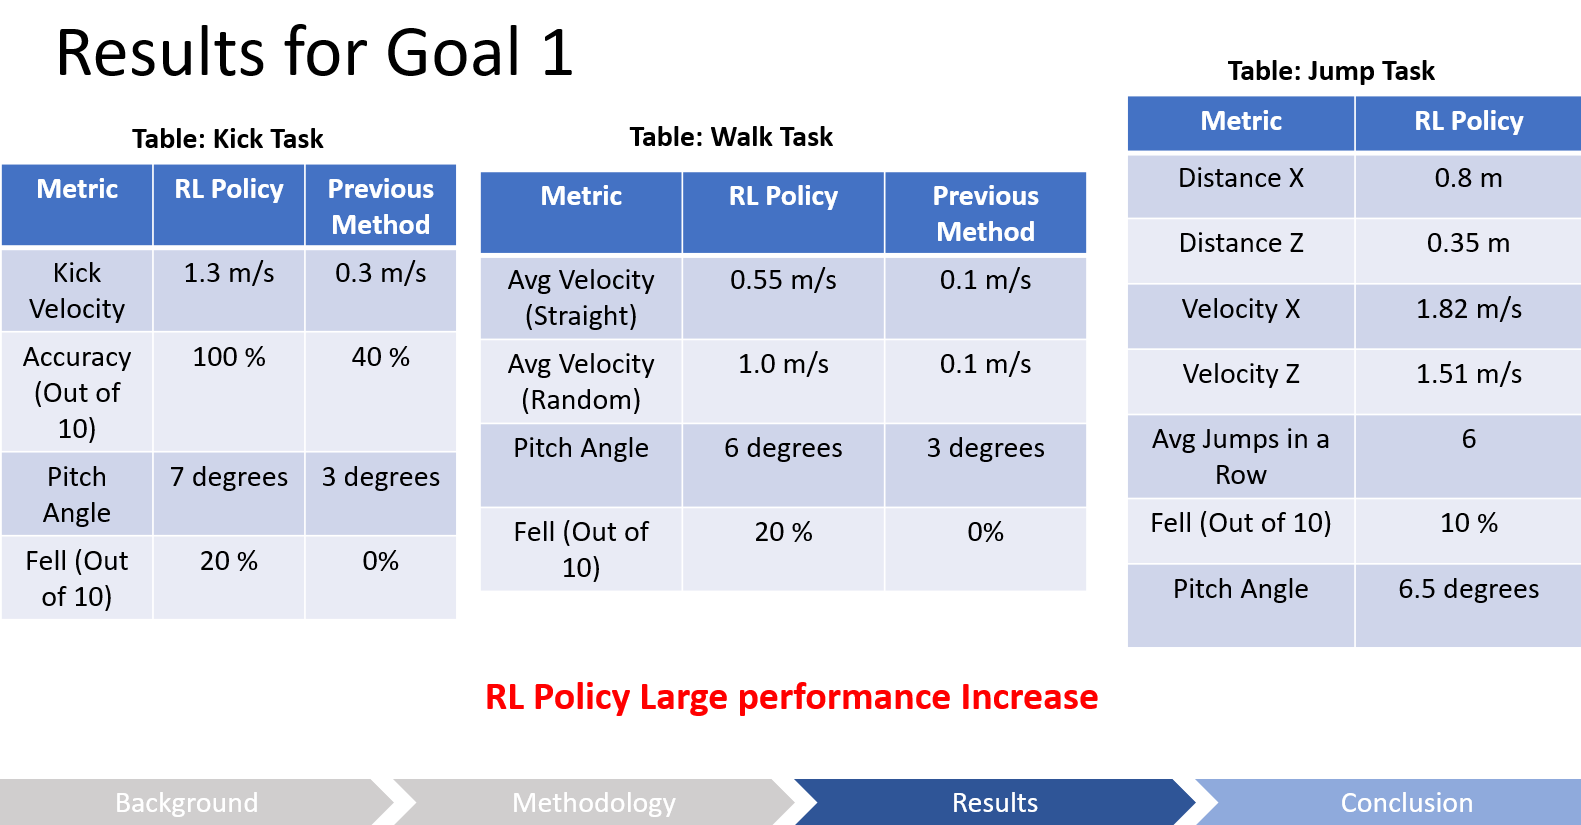 Results for Goal 1
Table: Kick Task
Metric RL Policy Previous
Method
Kick 1.3 m/s 0.3 m/s
Velocity
Accuracy 100 % 40 %
(Out of
10)
Pitch 7 degrees 3 degrees
Angle
Fell (Out 20 % 0%
of 10)
Table: Walk Task
Metric RL Policy Previous
Method
Avg Velocity 0.55 m/s 0.1 m/s
(Straight)
Avg Velocity 1.0 m/s 0.1 m/s
(Random)
Pitch Angle 6 degrees 3 degrees
Fell (Out of 20 % 0%
10)
Table: Jump Task
Metric RL Policy
Distance X 0.8 m
Distance Z 0.35 m
Velocity X 1.82 m/s
Velocity Z 1.51 m/s
Avg Jumps in a 6
Row
Fell (Out of 10) 10 %
Pitch Angle 6.5 degrees
RL Policy Large performance Increase
Background Methodology Results Conclusion